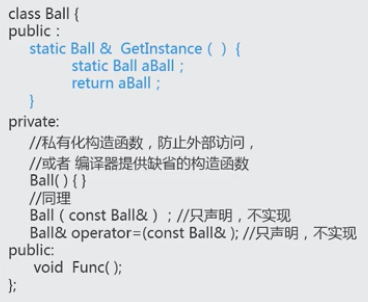 class Ball {
public：
static Ball &  GetInstance（ ）{
static Ball aBall；
return aBall；
}
private:
//私有化构造函数，防止外部访问，
//或者 编译器提供缺省的构造函数
Ball( ) { }
//同理
Ball（ const Ball& ）；//只声明，不实现
Ball& operator=(const Ball& ); //只声明，不实现
public:
void  Func( );
};